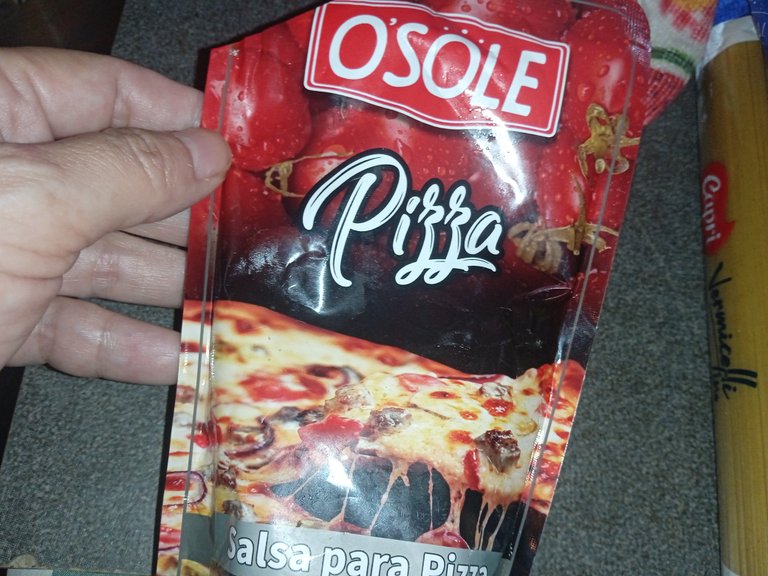 O'SOLE
Pizza
Salsa para Pizza
Capri
Vermicelli